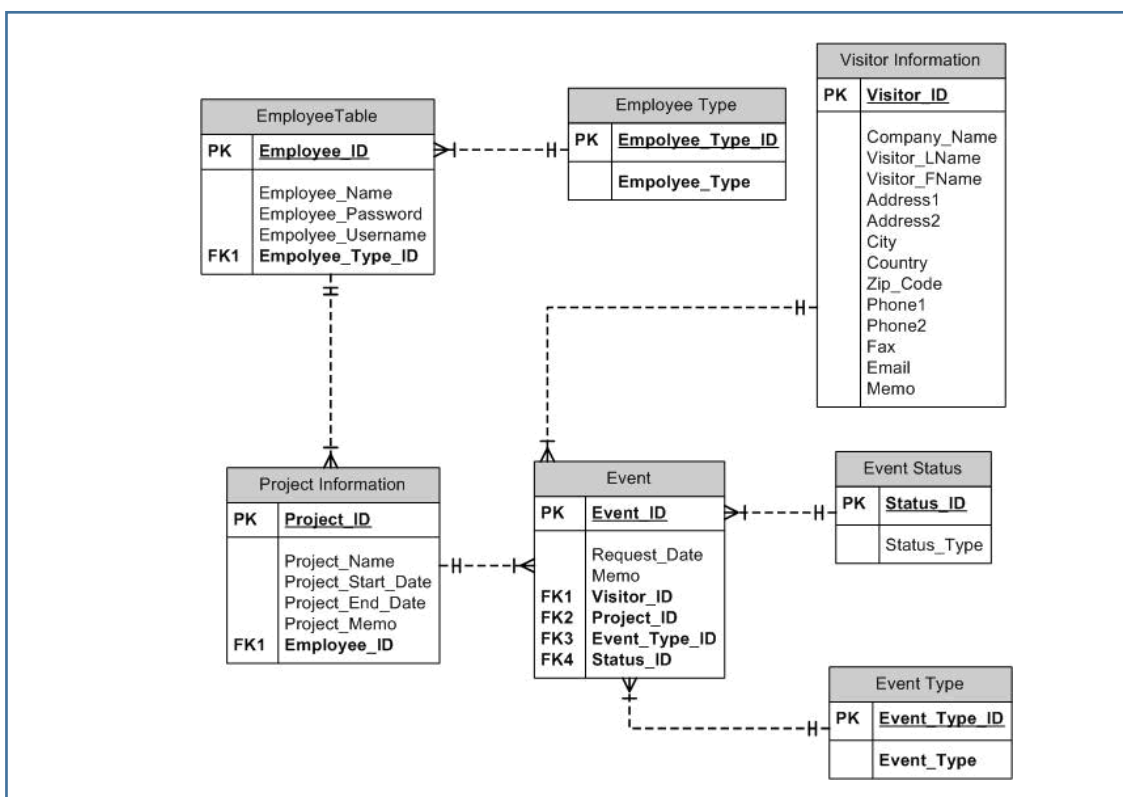 EmployeeTable
PK Employee_ID
Employee_Name
Employee_Password
Empolyee_Username
FK1 Empolyee_Type_ID
Employee Type
PK Empolyee_Type_ID
Empolyee_Type
Visitor Information
PK Visitor_ID
Company_Name
Visitor_LName
Visitor_FName
Address1
Address2
City
Country
Zip_Code
Phone1
Phone2
Fax
Email
Memo
Project Information
PK Project_ID
Project_Name
Project_Start_Date
Project_End_Date
Project_Memo
FK1 Employee_ID
Event
PK Event_ID
Request_Date
Memo
FK1 Visitor_ID
FK2 Project_ID
FK3 Event_Type_ID
FK4 Status_ID
Event Status
PK Status_ID
Status_Type
Event Type
PK Event_Type_ID
Event_Type